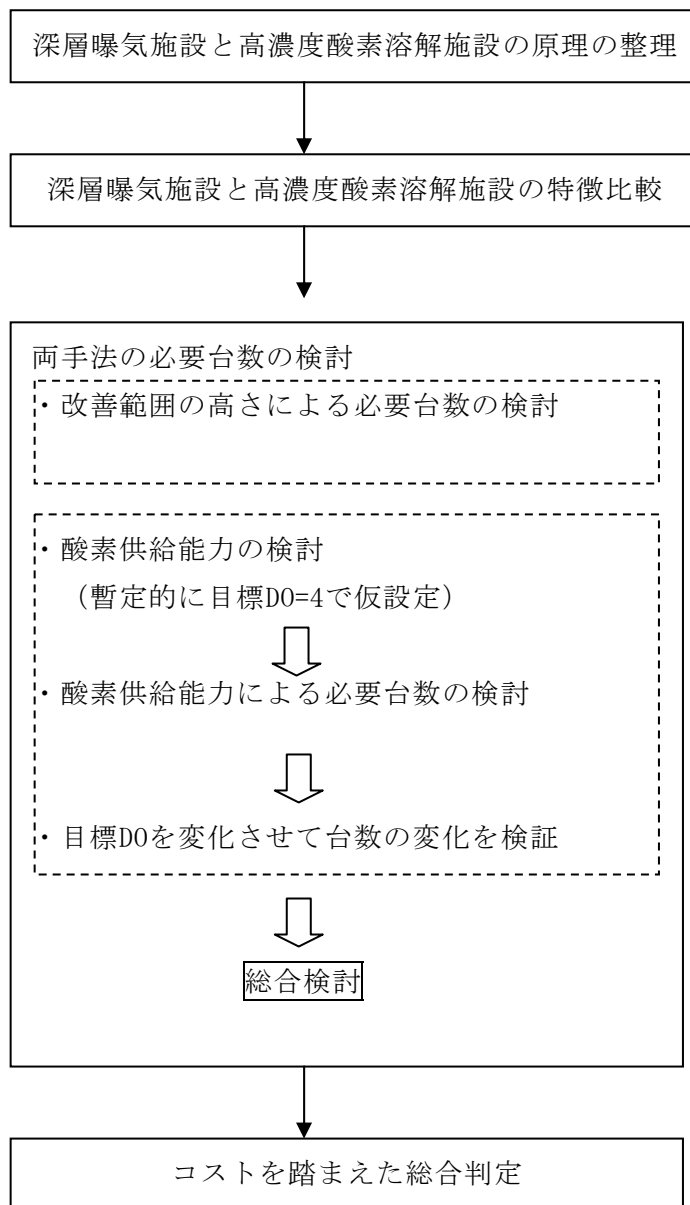 深層曝気施設と高濃度酸素溶解施設の原理の整理
深層曝気施設と高濃度酸素溶解施設の特徴比較
両手法の必要台数の検討
・改善範囲の高さによる必要台数の検討
・酸素供給能力の検討
（暫定的に目標DO=4で仮設定）
・酸素供給能力による必要台数の検討
・目標DOを変化させて台数の変化を検証
総合検討
コストを踏まえた総合判定